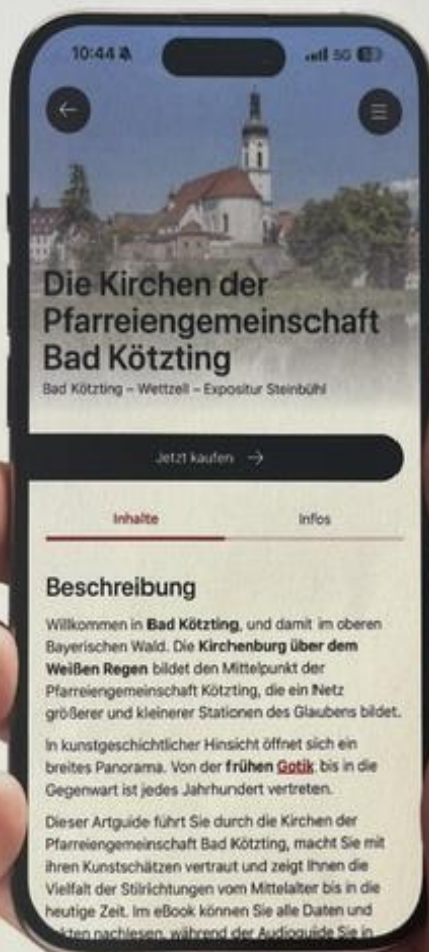 10:44
5G
Die Kirchen der
Pfarreiengemeinschaft
Bad Kötzting
Bad Kötzting – Wettzell – Expositur Steinbühl
Jetzt kaufen →
Inhalte
Infos
Beschreibung
Willkommen in Bad Kötzting, und damit im oberen
Bayerischen Wald. Die Kirchenburg über dem
Weißen Regen bildet den Mittelpunkt der
Pfarreiengemeinschaft Kötzting, die ein Netz
größerer und kleinerer Stationen des Glaubens bildet.
In kunstgeschichtlicher Hinsicht öffnet sich ein
breites Panorama. Von der frühen Gotik bis in die
Gegenwart ist jedes Jahrhundert vertreten.
Dieser Artguide führt Sie durch die Kirchen der
Pfarreiengemeinschaft Bad Kötzting, macht Sie mit
ihren Kunstschätzen vertraut und zeigt Ihnen die
Vielfalt der Stilrichtungen vom Mittelalter bis in die
heutige Zeit. Im eBook können Sie alle Daten und
nachlesen, während der Audioguide Sie in